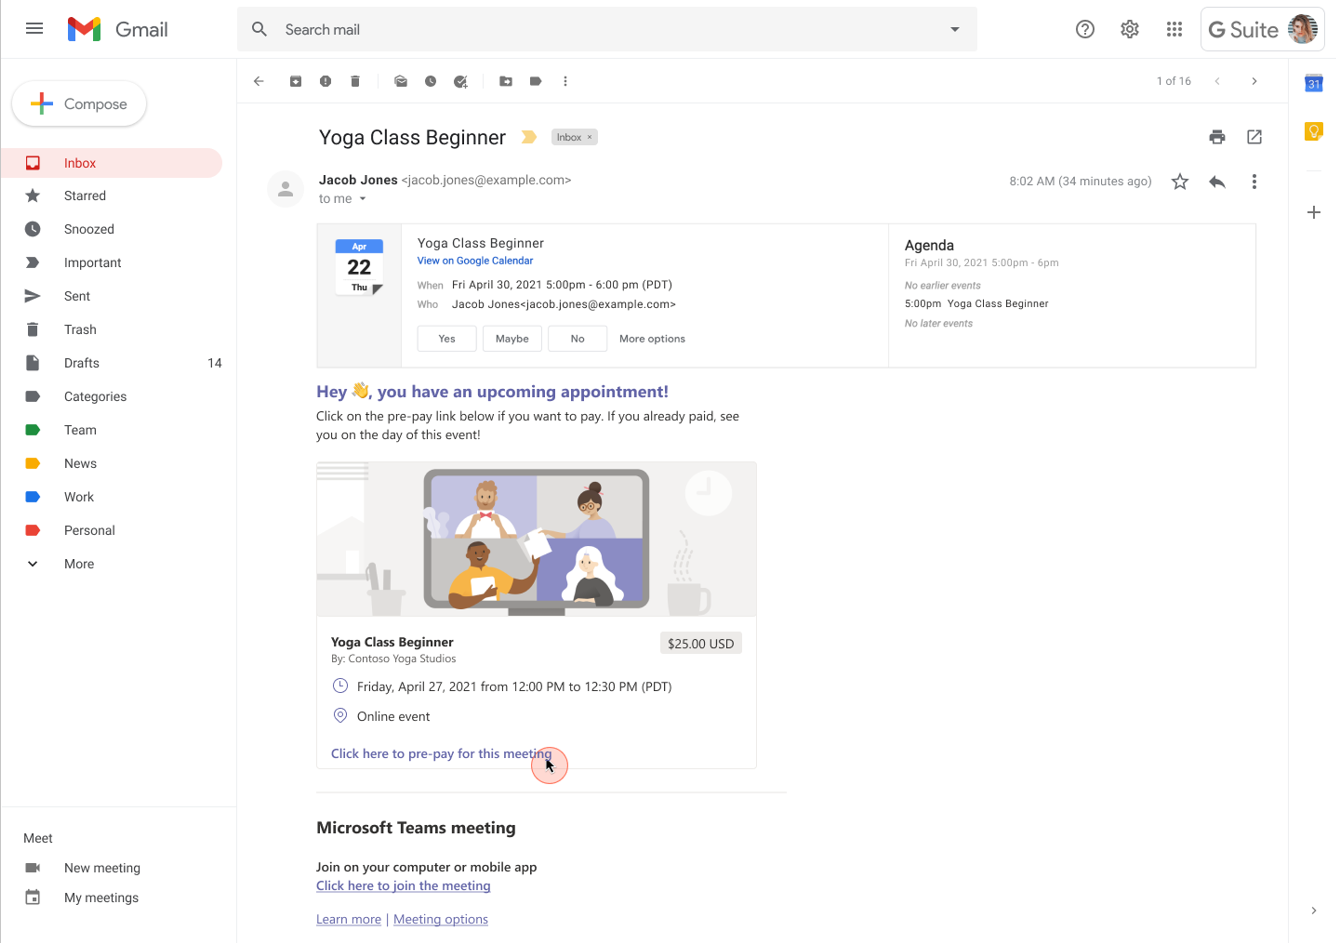 Gmail
Search mail
G Suite
Compose
1 of 16
31
Inbox
Starred
Snoozed
Important
Sent
Trash
Drafts 14
Categories
Team
News
Work
Personal
More
Meet
New meeting
My meetings
Yoga Class Beginner
Inbox ×
Jacob Jones <jacob.jones@example.com>
8:02 AM (34 minutes ago)
to me
Apr
22
Thu
Yoga Class Beginner
View on Google Calendar
When Fri April 30, 2021 5:00pm - 6:00 pm (PDT)
Who Jacob Jones<jacob.jones@example.com>
Yes
Maybe
No
More options
Agenda
Fri April 30, 2021 5:00pm - 6pm
No earlier events
5:00pm Yoga Class Beginner
No later events
Hey 👋, you have an upcoming appointment!
Click on the pre-pay link below if you want to pay. If you already paid, see
you on the day of this event!
Yoga Class Beginner
$25.00 USD
By: Contoso Yoga Studios
Friday, April 27, 2021 from 12:00 PM to 12:30 PM (PDT)
Online event
Click here to pre-pay for this meeting
Microsoft Teams meeting
Join on your computer or mobile app
Click here to join the meeting
Learn more | Meeting options